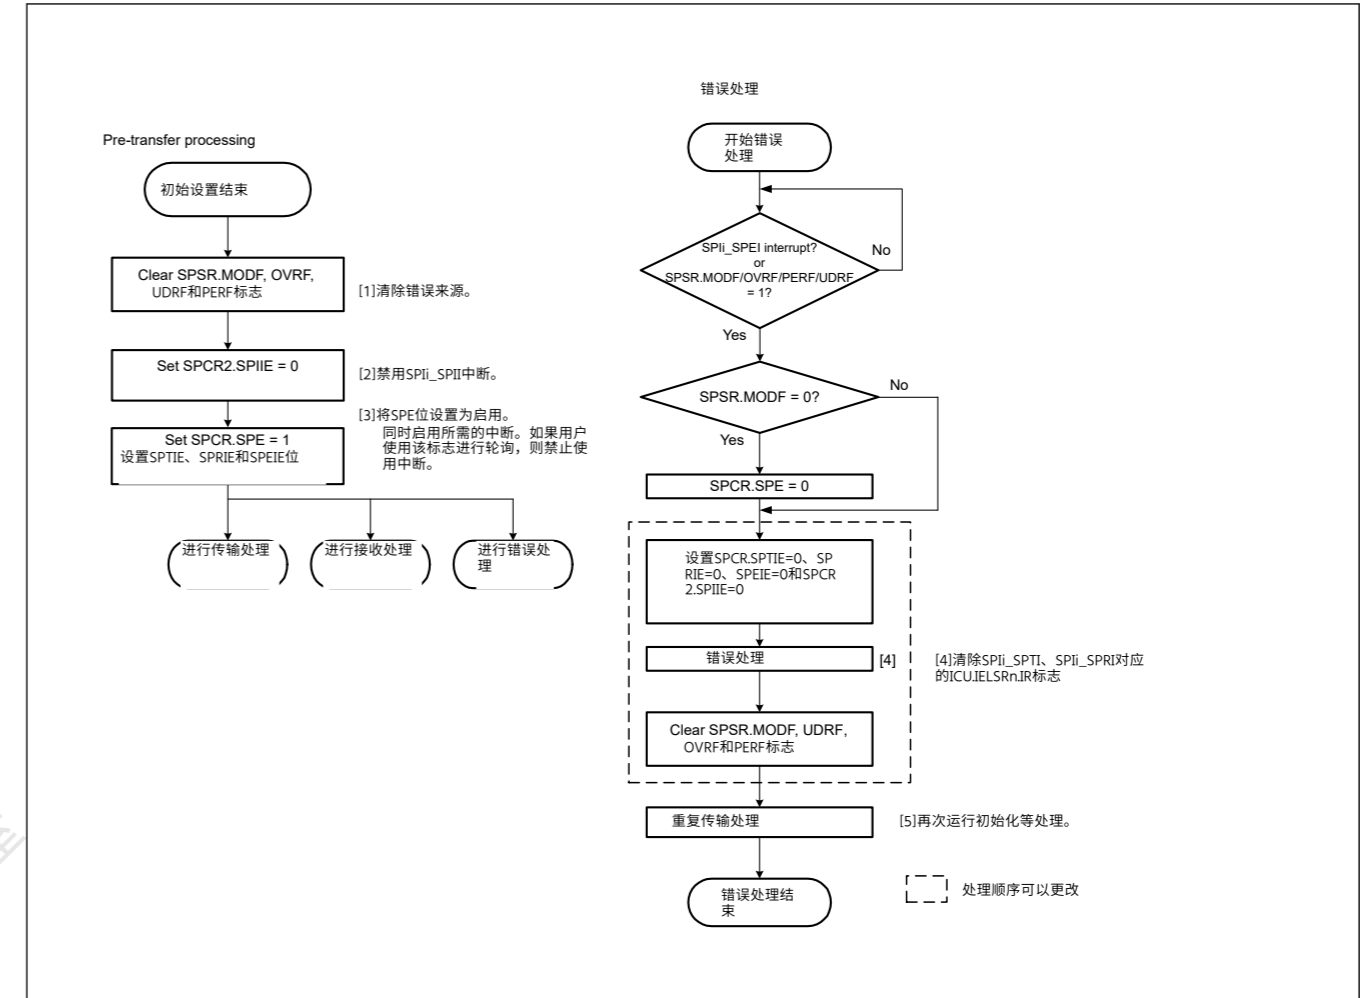 Pre-transfer processing
初始设置结束
Clear SPSR.MODF, OVRF,
UDRF和PERF标志
[1]清除错误来源。
Set SPCR2.SPIIE = 0
[2]禁用SPIi_SPII中断。
Set SPCR.SPE = 1
设置SPTIE、SPRIE和SPEIE位
[3]将SPE位设置为启用。
同时启用所需的中断。如果用户
使用该标志进行轮询，则禁止使
用中断。
进行传输处理
进行接收处理
进行错误处
理
错误处理
开始错误
处理
SPIi_SPEI interrupt?
or
SPSR.MODF/OVRF/PERF/UDRF
= 1?
No
Yes
SPSR.MODF = 0?
No
Yes
SPCR.SPE = 0
设置SPCR.SPTIE=0、SP
RIE=0、SPEIE=0和SPCR
2.SPIIE=0
错误处理
[4]
[4]清除SPIi_SPTI、SPIi_SPRI对应
的ICU.IELSRn.IR标志
Clear SPSR.MODF, UDRF,
OVRF和PERF标志
重复传输处理
[5]再次运行初始化等处理。
错误处理结
束
处理顺序可以更改